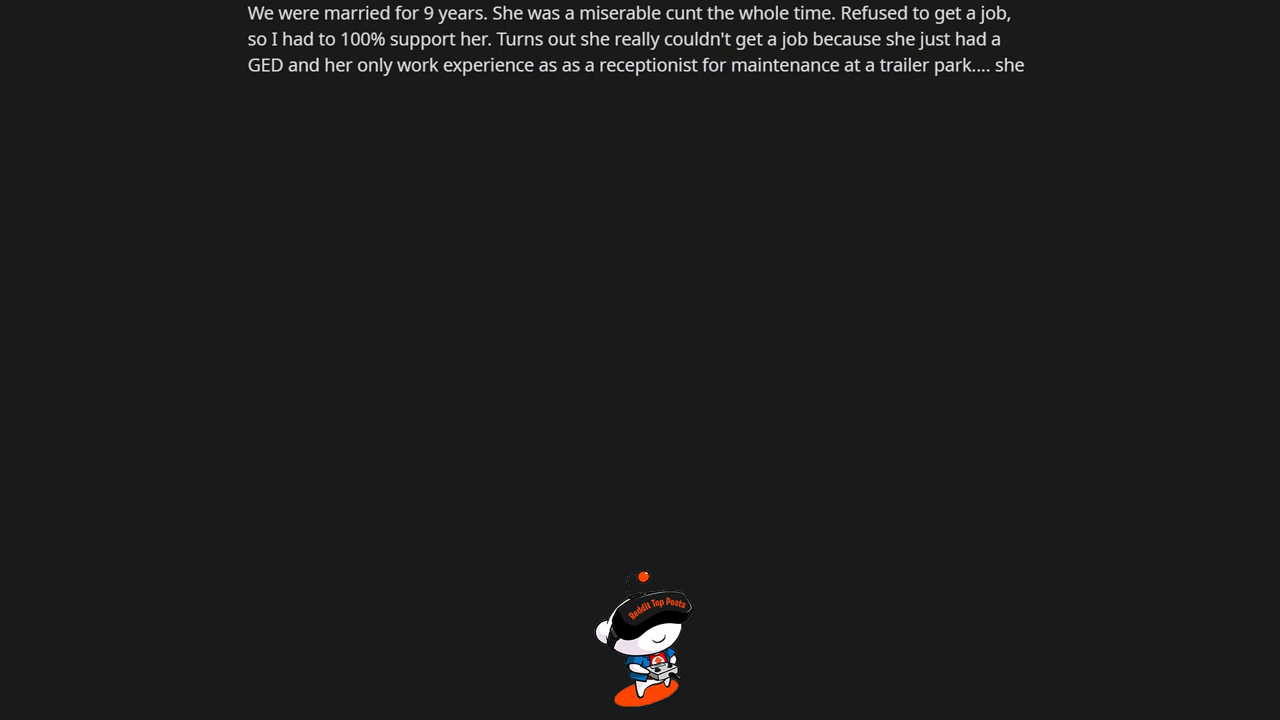 We were married for 9 years. She was a miserable cunt the whole time. Refused to get a job,
so I had to 100% support her. Turns out she really couldn't get a job because she just had a
GED and her only work experience as as a receptionist for maintenance at a trailer park.... she
Reddit Top Posts